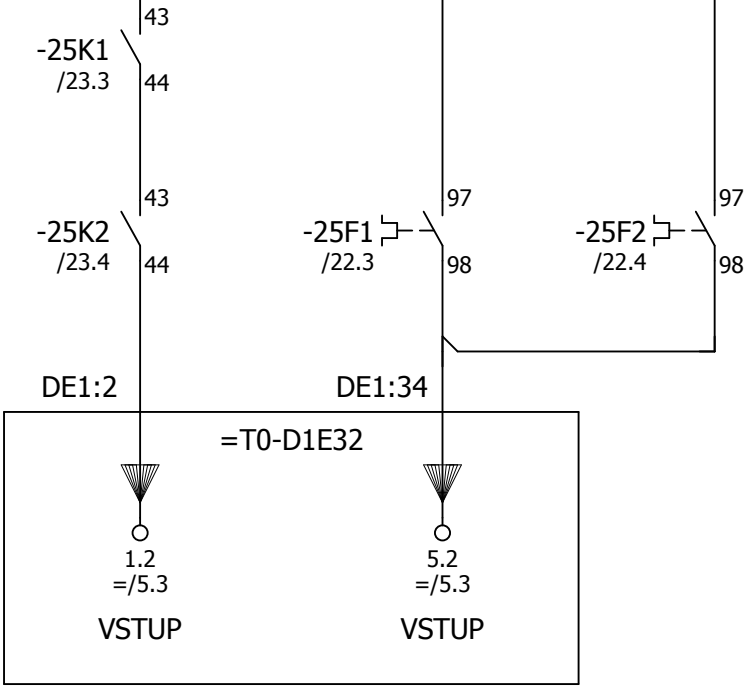 43
-25K1
/23.3
44
43
-25K2
/23.4
44
97
-25F1
/22.3
98
97
-25F2
/22.4
98
DE1:2
DE1:34
=T0-D1E32
1.2
=/5.3
VSTUP
5.2
=/5.3
VSTUP